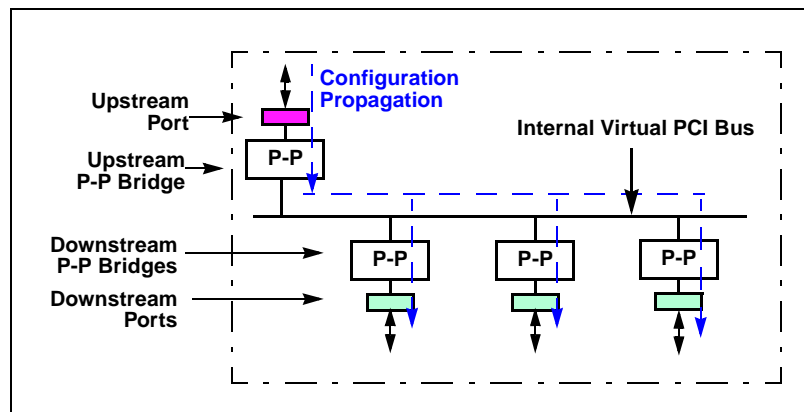 Configuration
Propagation
Upstream
Port
Internal Virtual PCI Bus
P-P
Upstream
P-P Bridge
Downstream
P-P Bridges
P-P
P-P
P-P
Downstream
Ports